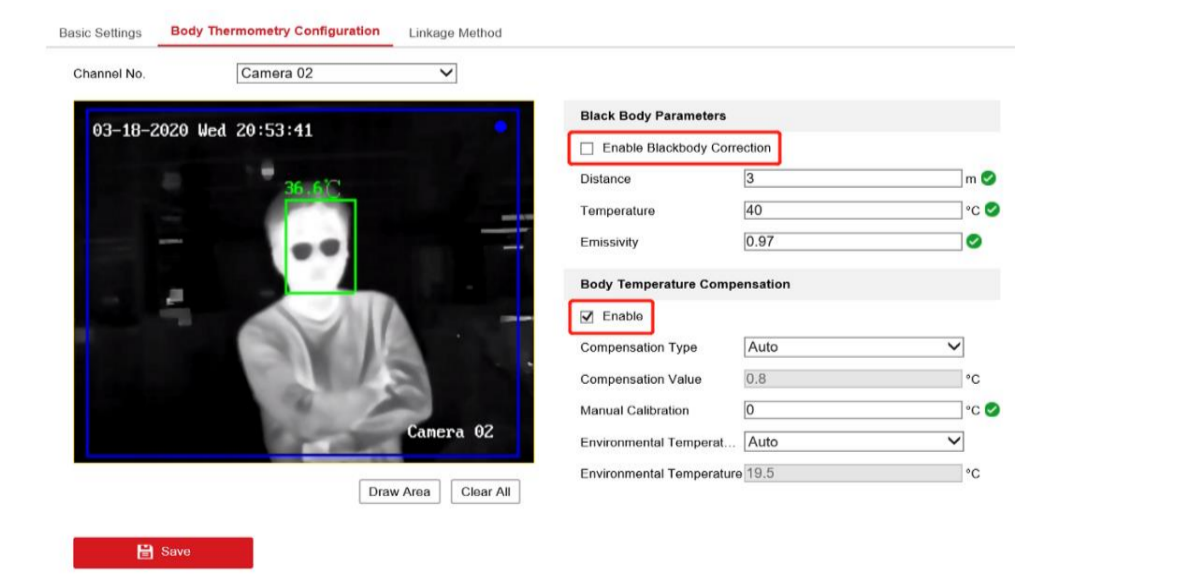 Basic Settings Body Thermometry Configuration Linkage Method
Channel No. Camera 02
03-18-2020 Wed 20:53:41
36.6℃
Camera 02
Draw Area Clear All
Black Body Parameters
Enable Blackbody Correction
Distance 3 m
Temperature 40 °C
Emissivity 0.97
Body Temperature Compensation
Enable
Compensation Type Auto
Compensation Value 0.8 °C
Manual Calibration 0 °C
Environmental Temperat... Auto
Environmental Temperature 19.5 °C
Save